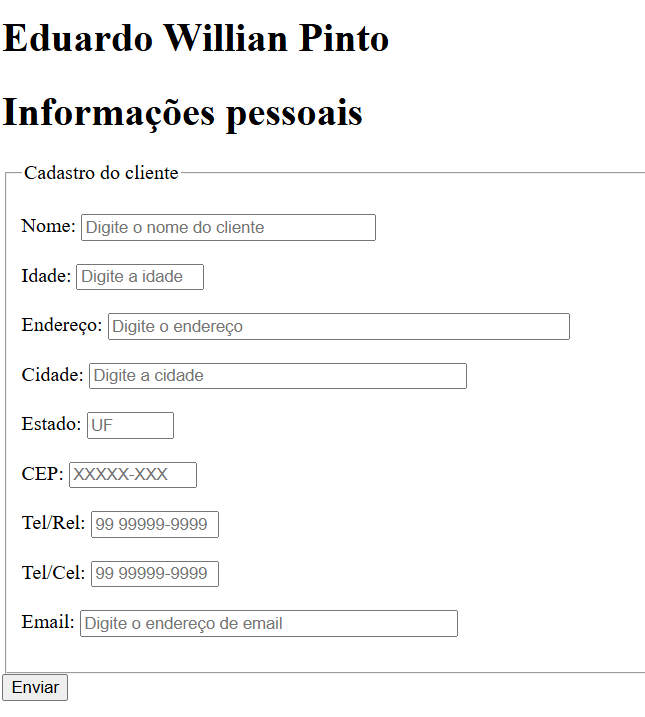 Eduardo Willian Pinto
Informações pessoais
Cadastro do cliente
Nome: Digite o nome do cliente
Idade: Digite a idade
Endereço: Digite o endereço
Cidade: Digite a cidade
Estado: UF
CEP: XXXXX-XXX
Tel/Rel: 99 99999-9999
Tel/Cel: 99 99999-9999
Email: Digite o endereço de email
Enviar